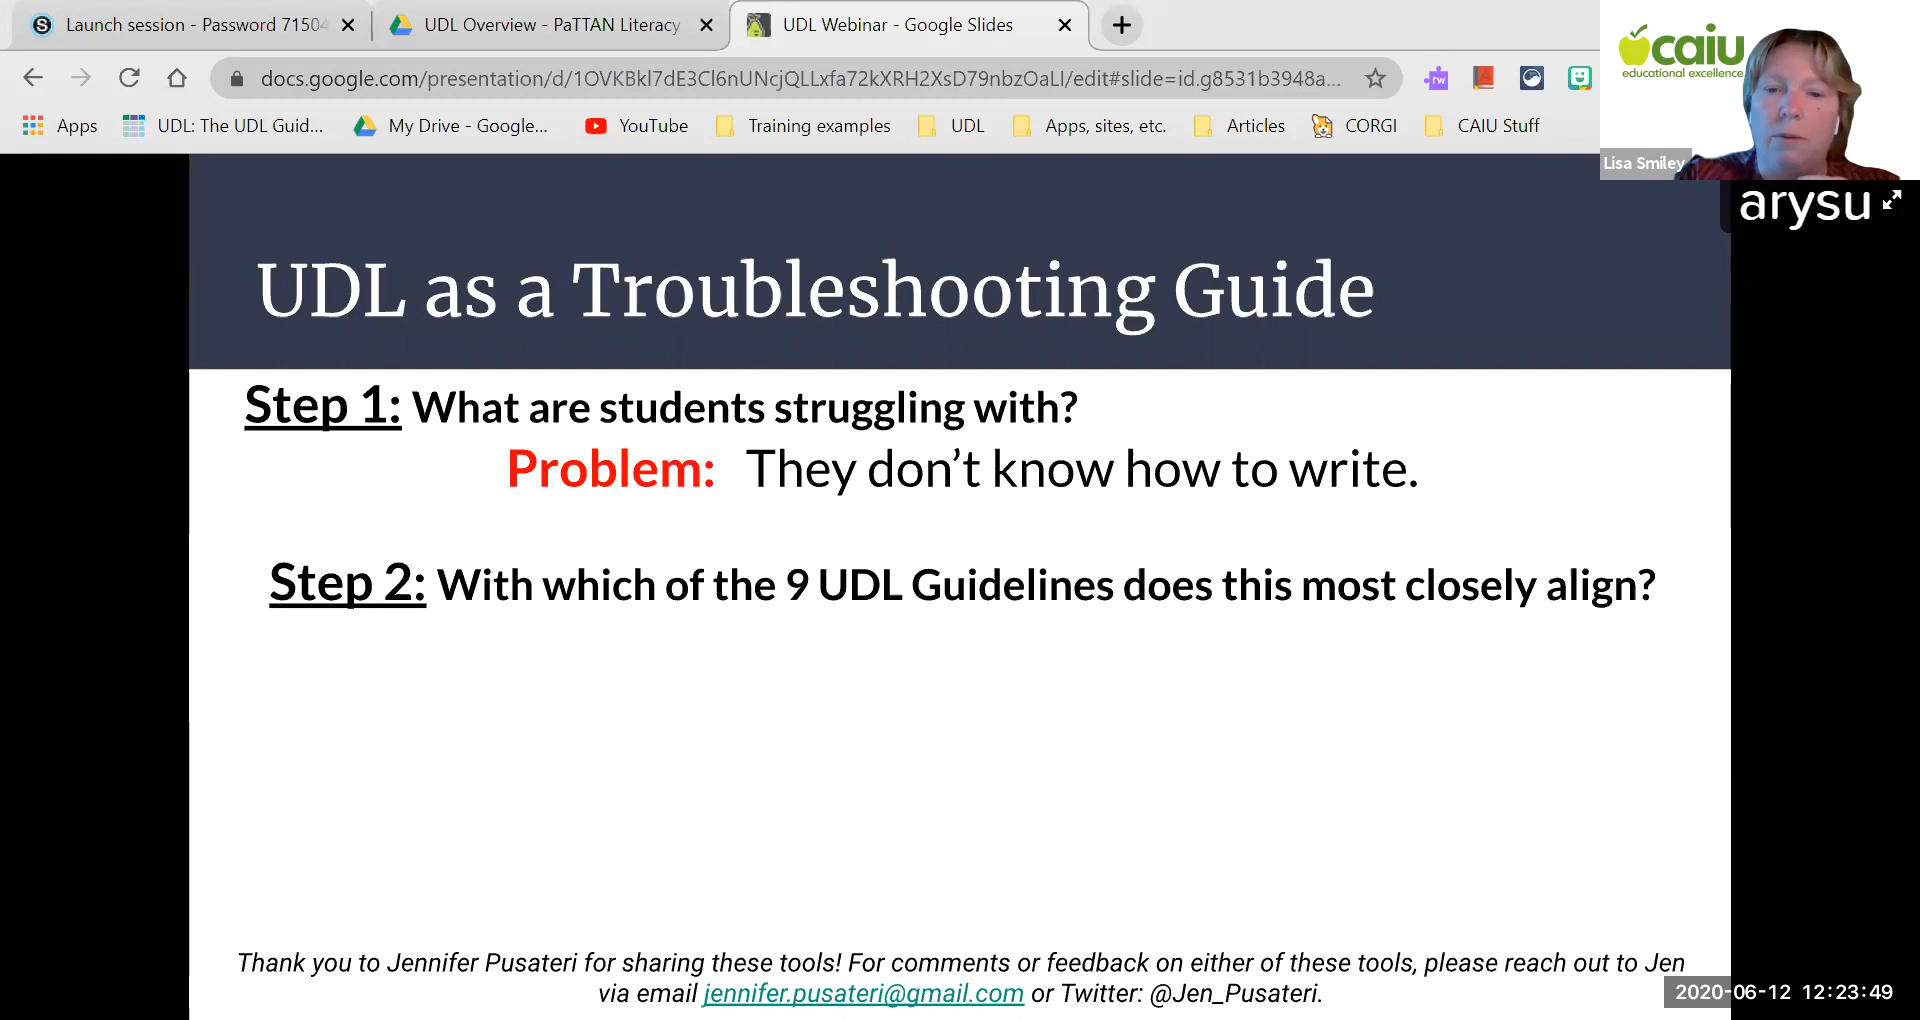 Launch session - Password 71504
UDL Overview - PaTTAN Literacy
UDL Webinar - Google Slides
docs.google.com/presentation/d/1OVKBkl7dE3Cl6nUNcjQLLxfa72kXRH2XsD79nbzOaLI/edit#slide=id.g8531b3948a...
rw
Apps
UDL: The UDL Guid...
My Drive - Google...
YouTube
Training examples
UDL
Apps, sites, etc.
Articles
CORGI
CAIU Stuff
caiu
educational excellence
Lisa Smiley
arysu
UDL as a Troubleshooting Guide
Step 1: What are students struggling with?
Problem: They don’t know how to write.
Step 2: With which of the 9 UDL Guidelines does this most closely align?
Thank you to Jennifer Pusateri for sharing these tools! For comments or feedback on either of these tools, please reach out to Jen
via email jennifer.pusateri@gmail.com or Twitter: @Jen_Pusateri.
2020-06-12 12:23:49